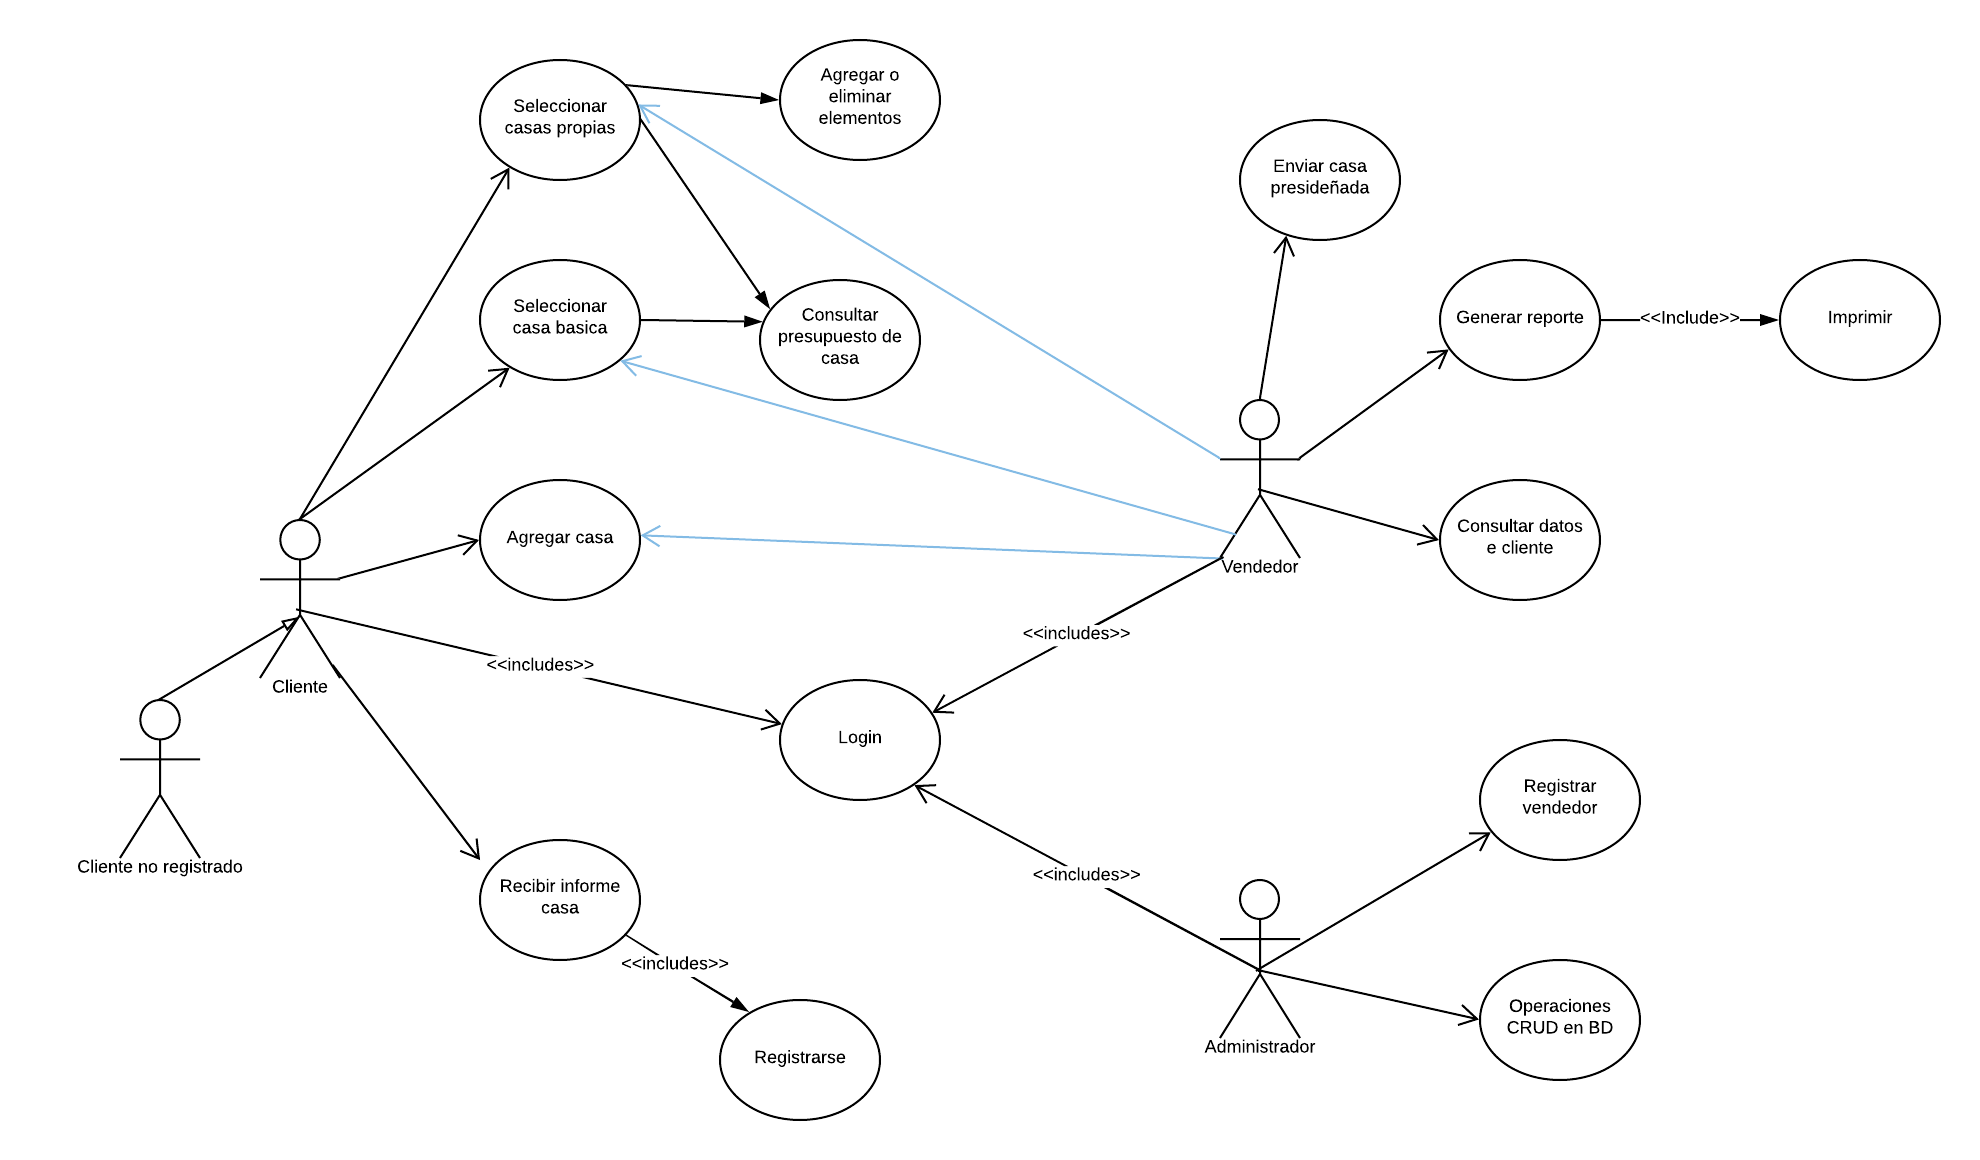 Agregar o
eliminar
elementos
Seleccionar
casas propias
Enviar casa
presideñada
Seleccionar
casa basica
Consultar
presupuesto de
casa
Generar reporte
<<Include>>
Imprimir
Agregar casa
Consultar datos
e cliente
Vendedor
<<includes>>
<<includes>>
Cliente
Login
Registrar
vendedor
Cliente no registrado
<<includes>>
Recibir informe
casa
<<includes>>
Operaciones
CRUD en BD
Administrador
Registrarse